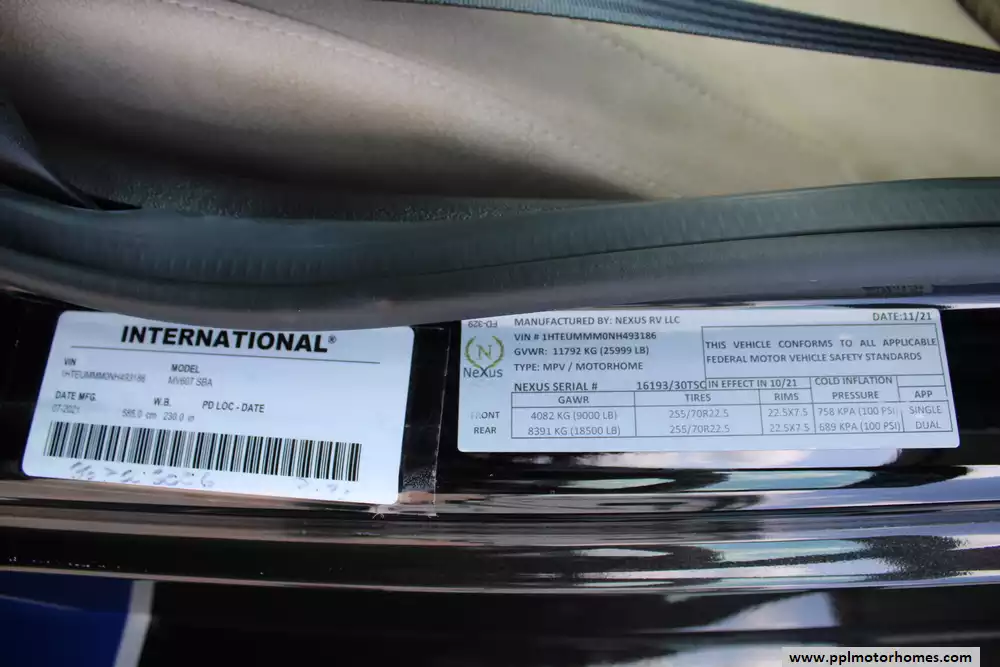 INTERNATIONAL®
VIN
1HTEUMMM0NH493186
MODEL
MV607 SBA
DATE MFG.
07-2021
W.B.
585.0 cm 230.0 in
PD LOC - DATE
FD-329
NeXus
MANUFACTURED BY: NEXUS RV LLC
DATE:11/21
VIN # 1HTEUMMM0NH493186
GVWR: 11792 KG (25999 LB)
TYPE: MPV / MOTORHOME
THIS VEHICLE CONFORMS TO ALL APPLICABLE
FEDERAL MOTOR VEHICLE SAFETY STANDARDS
NEXUS SERIAL # 16193/30TSC IN EFFECT IN 10/21 COLD INFLATION
GAWR TIRES RIMS PRESSURE APP
FRONT 4082 KG (9000 LB) 255/70R22.5 22.5X7.5 758 KPA (100 PSI) SINGLE
REAR 8391 KG (18500 LB) 255/70R22.5 22.5X7.5 689 KPA (100 PSI) DUAL
www.pplmotorhomes.com